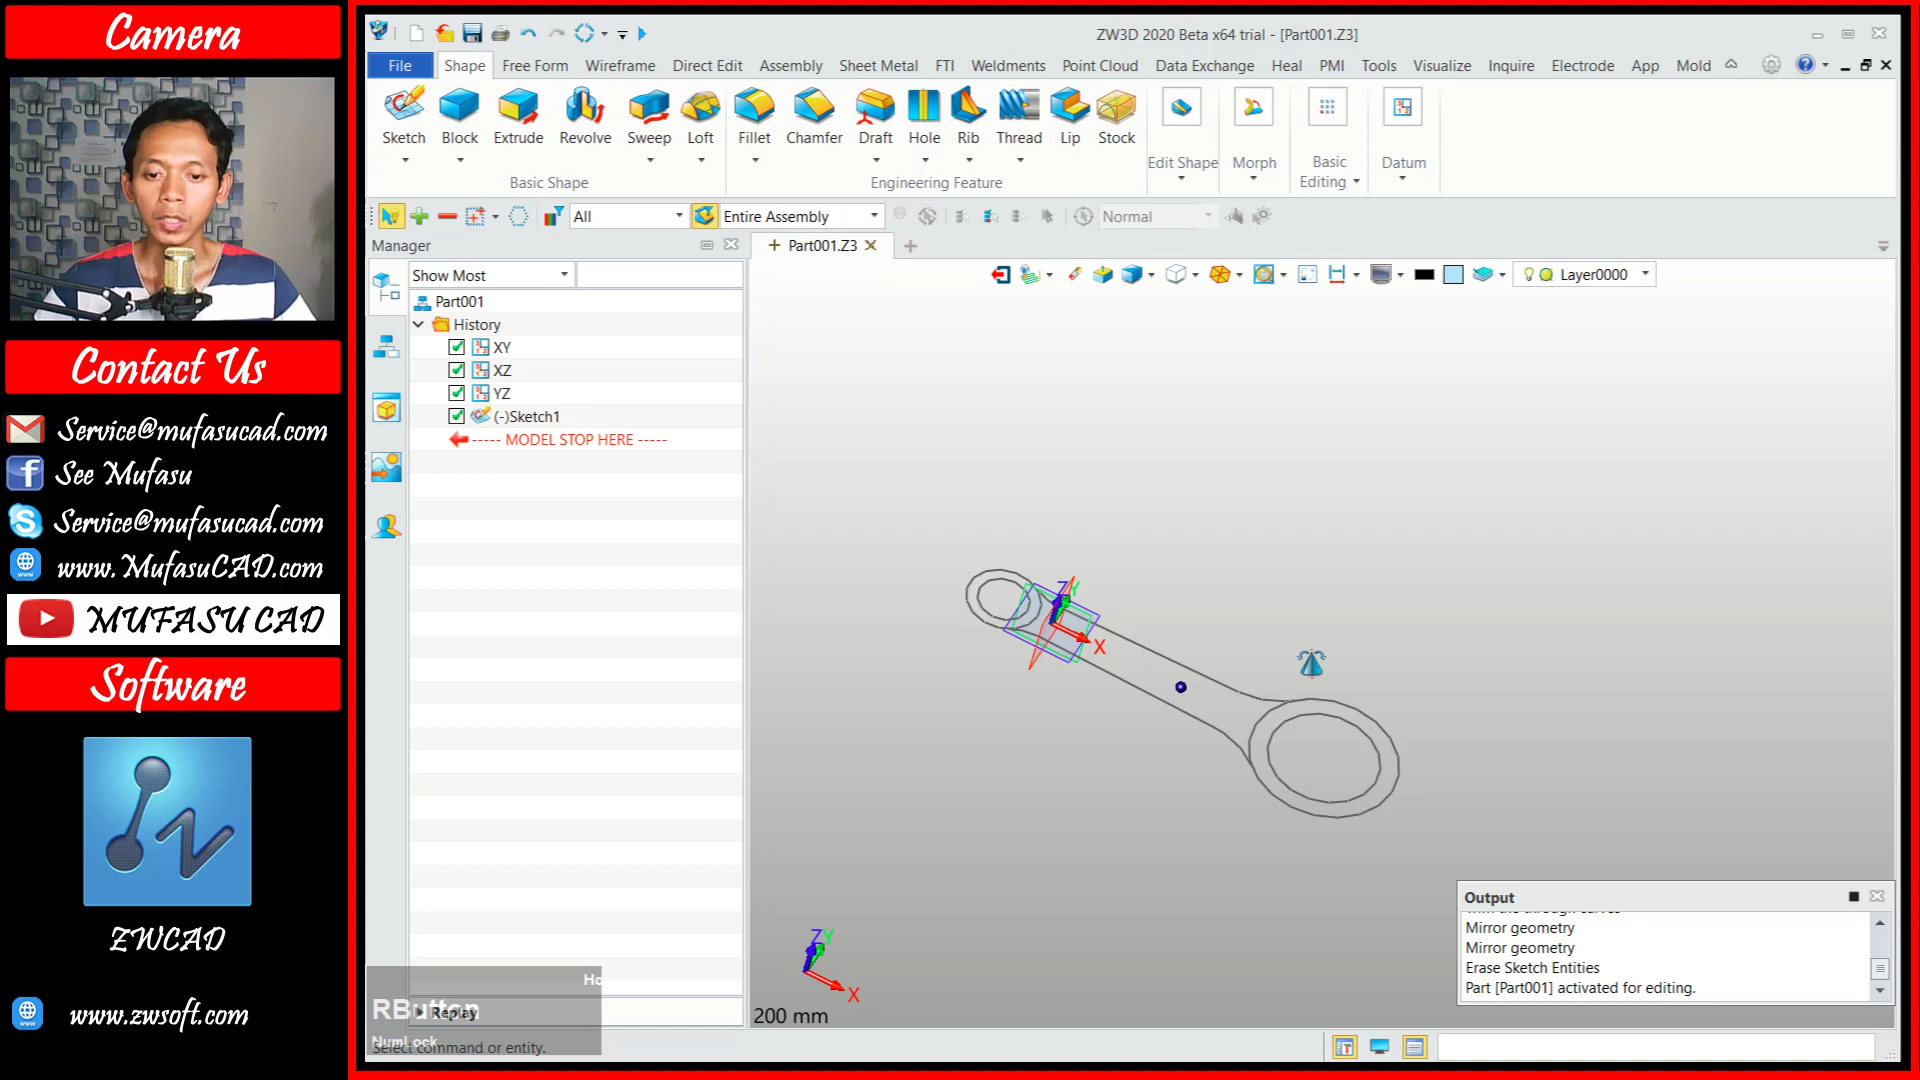 Camera
Contact Us
Service@mufasucad.com
See Mufasu
Service@mufasucad.com
www.MufasuCAD.com
MUFASU CAD
Software
ZWCAD
www.zwsoft.com
ZW3D 2020 Beta x64 trial - [Part001.Z3]
File Shape Free Form Wireframe Direct Edit Assembly Sheet Metal FTI Weldments Point Cloud Data Exchange Heal PMI Tools Visualize Inquire Electrode App Mold
Sketch Block Extrude Revolve Sweep Loft Fillet Chamfer Draft Hole Rib Thread Lip Stock
Edit Shape Morph Basic Editing Datum
Basic Shape Engineering Feature
All Entire Assembly Normal
Manager
Part001.Z3
Show Most
Layer0000
Part001
History
XY
XZ
YZ
(-)Sketch1
----- MODEL STOP HERE -----
Z Y
X
Z Y
X
200 mm
Output
Mirror geometry
Mirror geometry
Erase Sketch Entities
Part [Part001] activated for editing.
RButton
Replay
NumLock
Select command or entity.